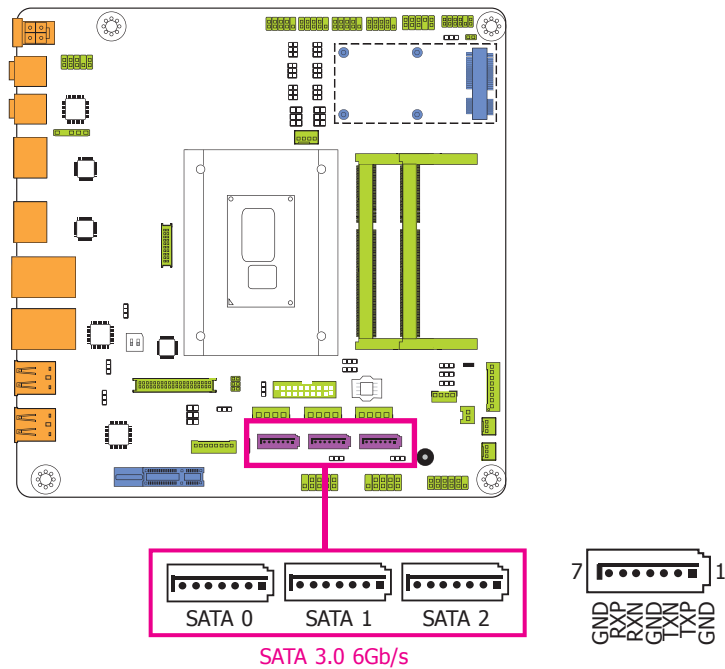 SATA 0
SATA 1
SATA 2
SATA 3.0 6Gb/s
7
1
GND
RXP
RXN
GND
TXN
TXP
GND